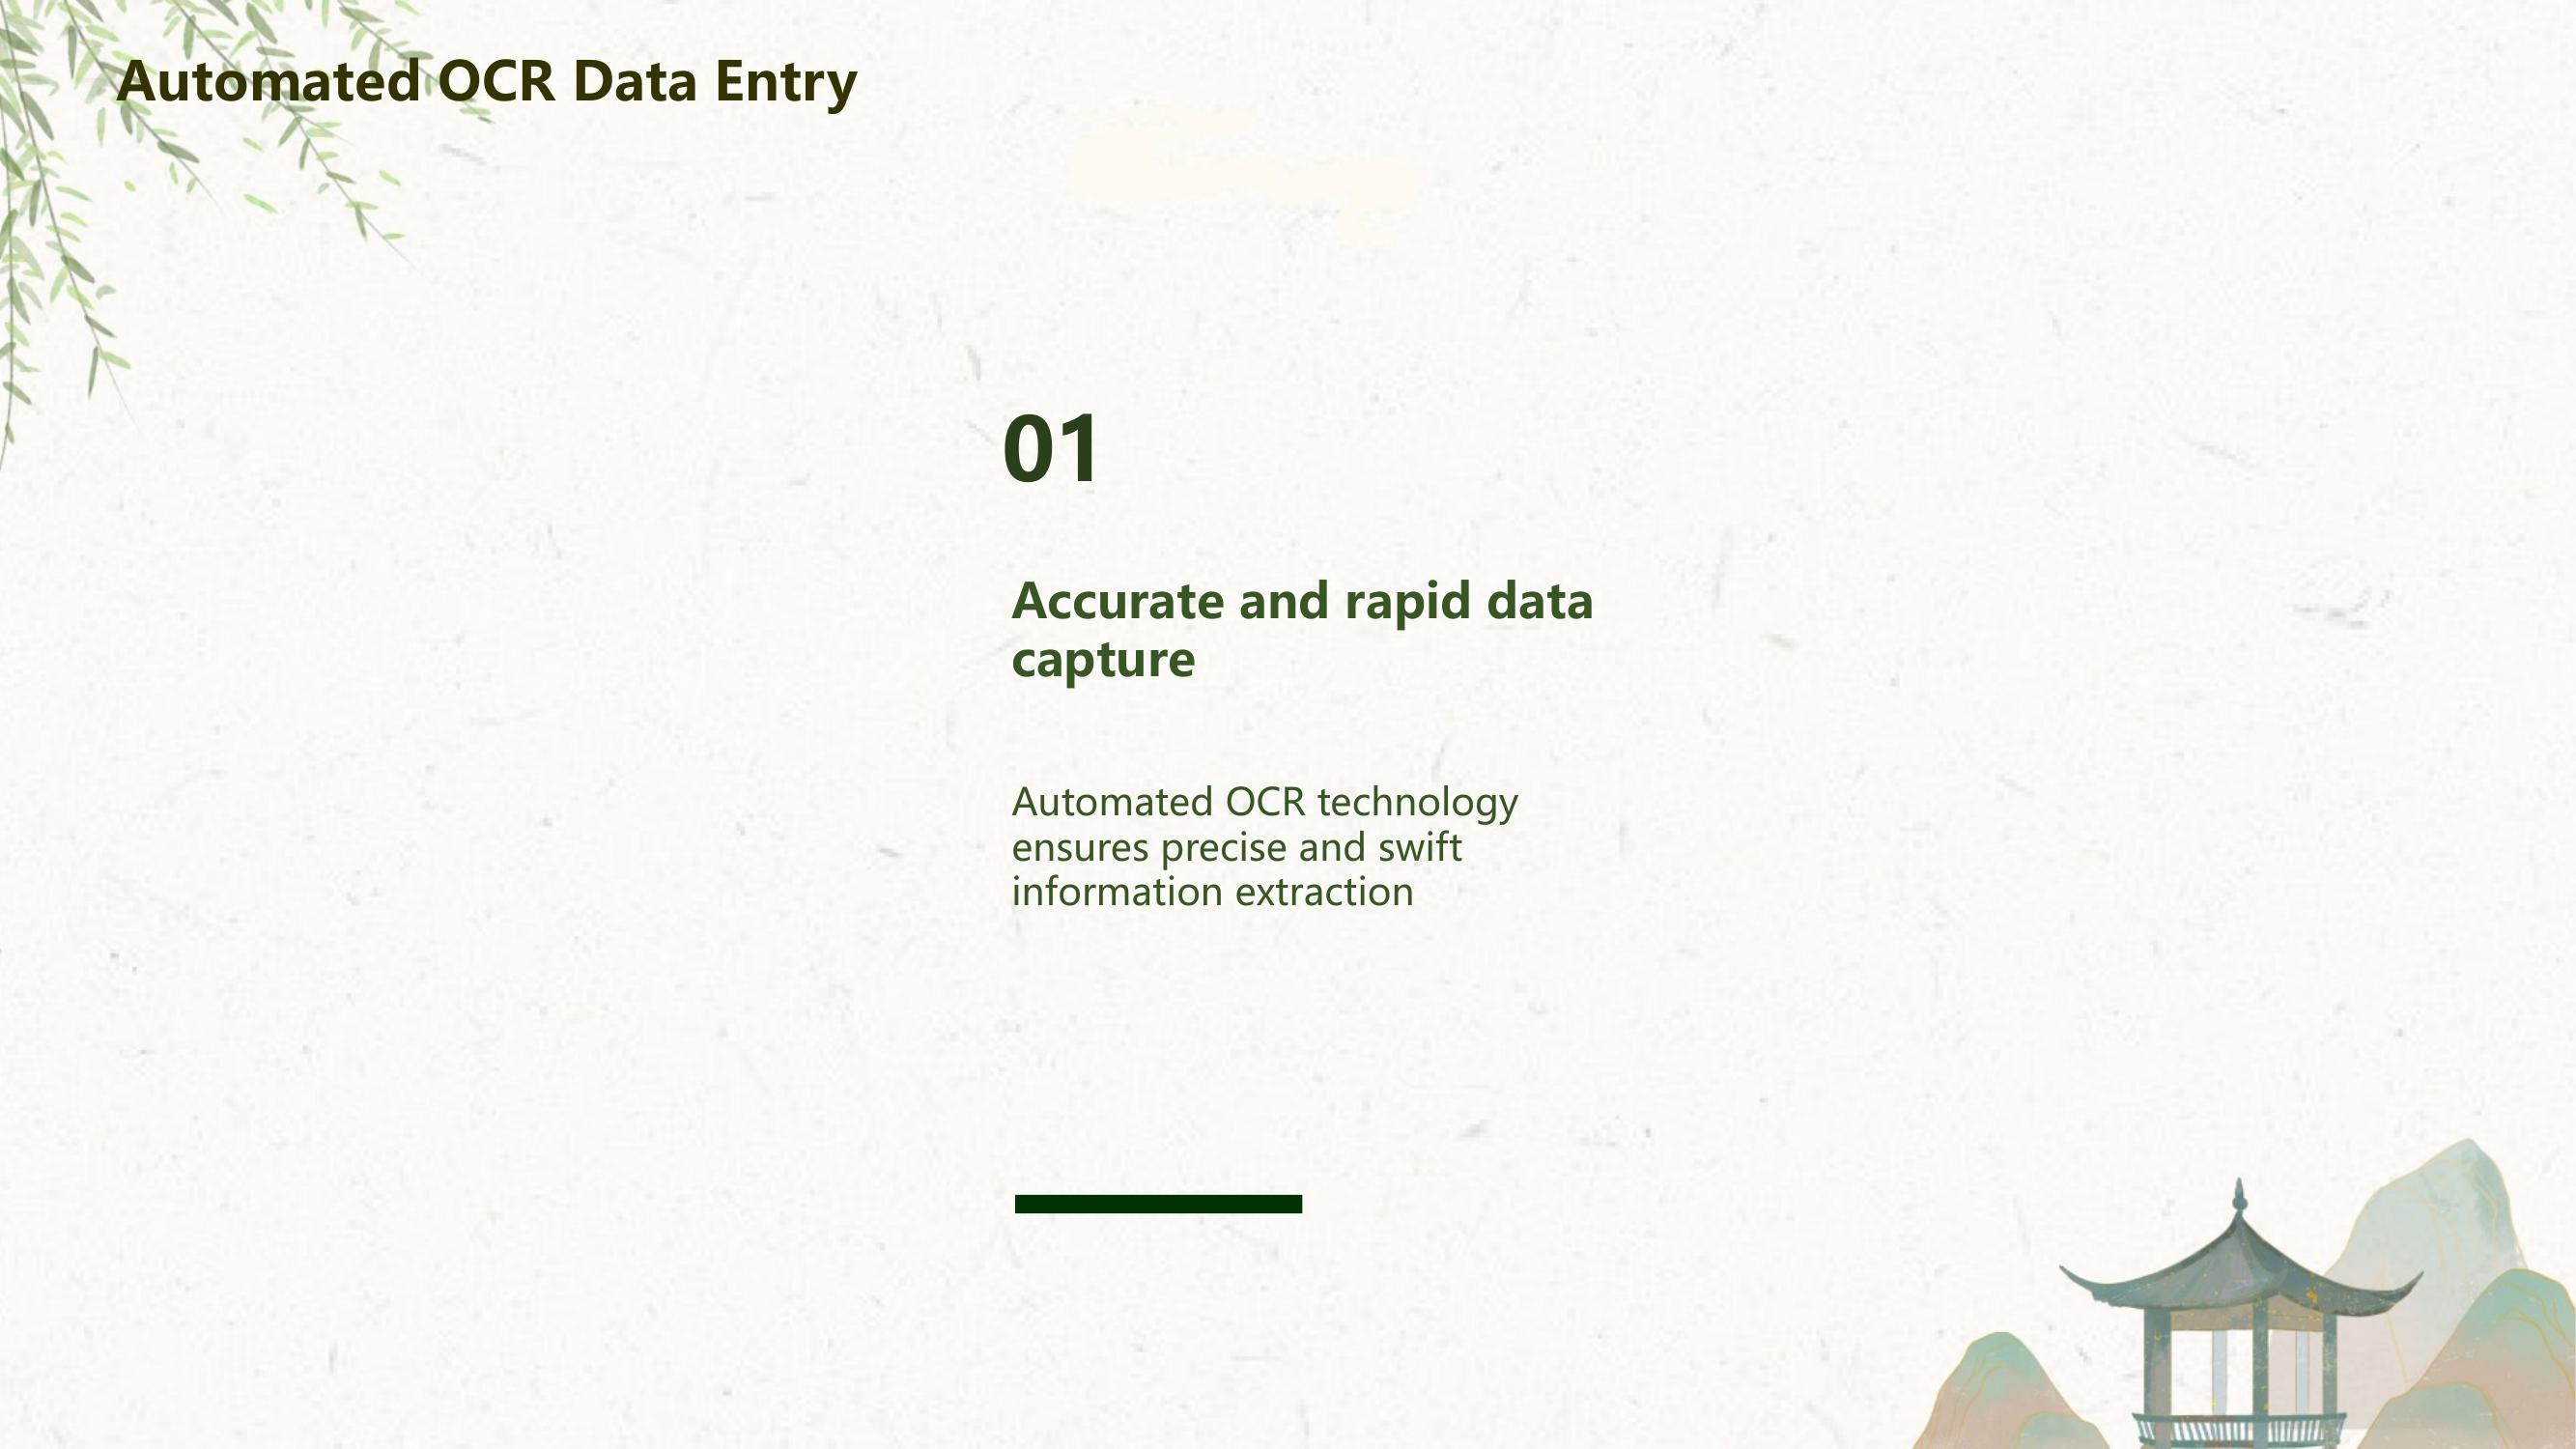 Automated OCR Data Entry
01
Accurate and rapid data
capture
Automated OCR technology
ensures precise and swift
information extraction